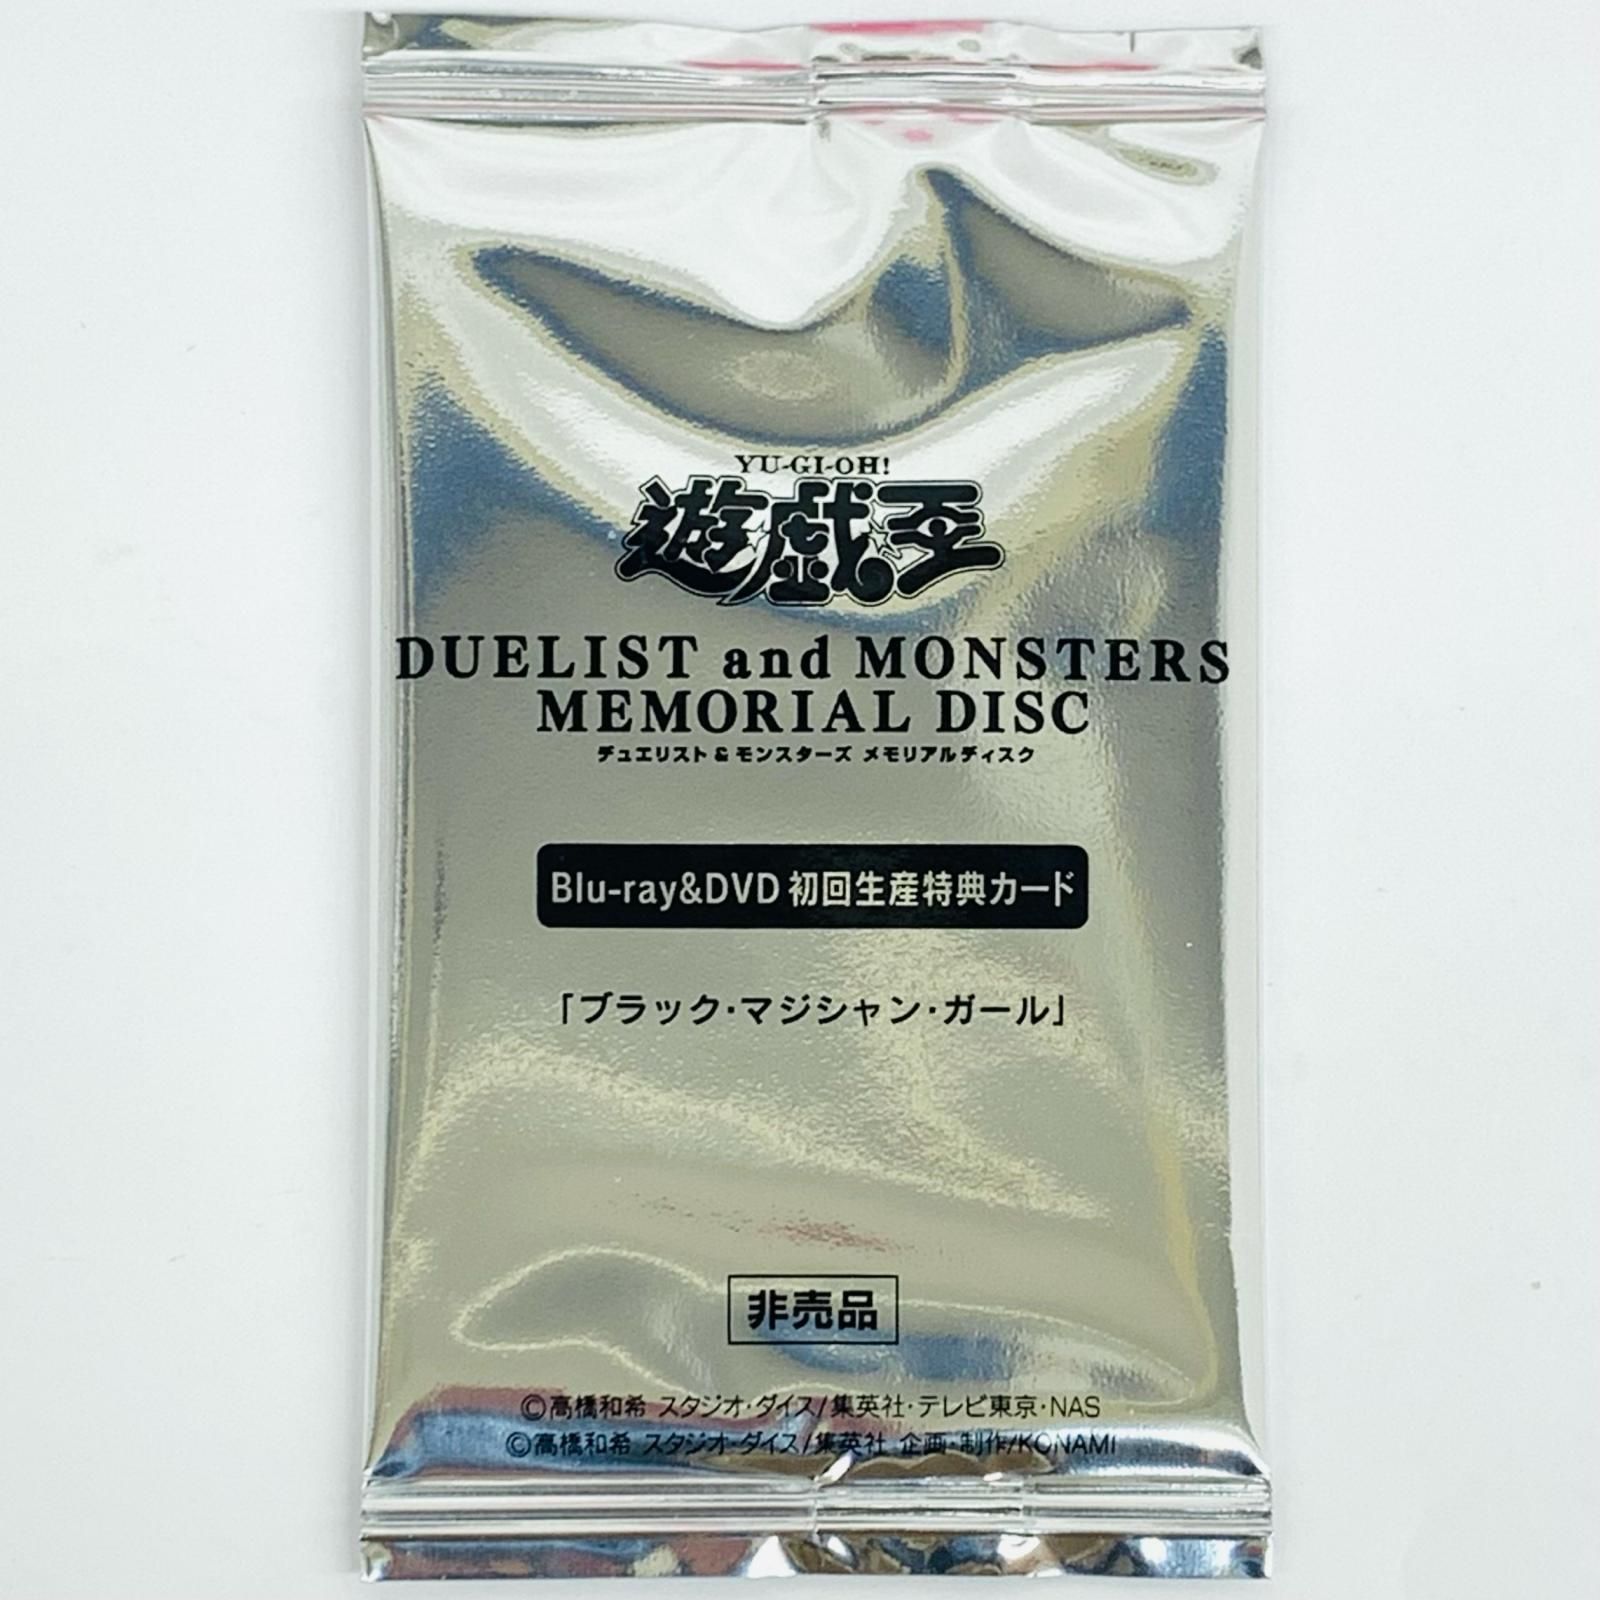 YU-GI-OH!
遊戯王
DUELIST and MONSTERS
MEMORIAL DISC
デュエリスト&モンスターズ メモリアルディスク
Blu-ray&DVD 初回生産特典カード
「ブラック・マジシャン・ガール」
非売品
©高橋和希 スタジオ・ダイス/集英社・テレビ東京・NAS
©高橋和希 スタジオ・ダイス/集英社 企画・制作/KONAMI